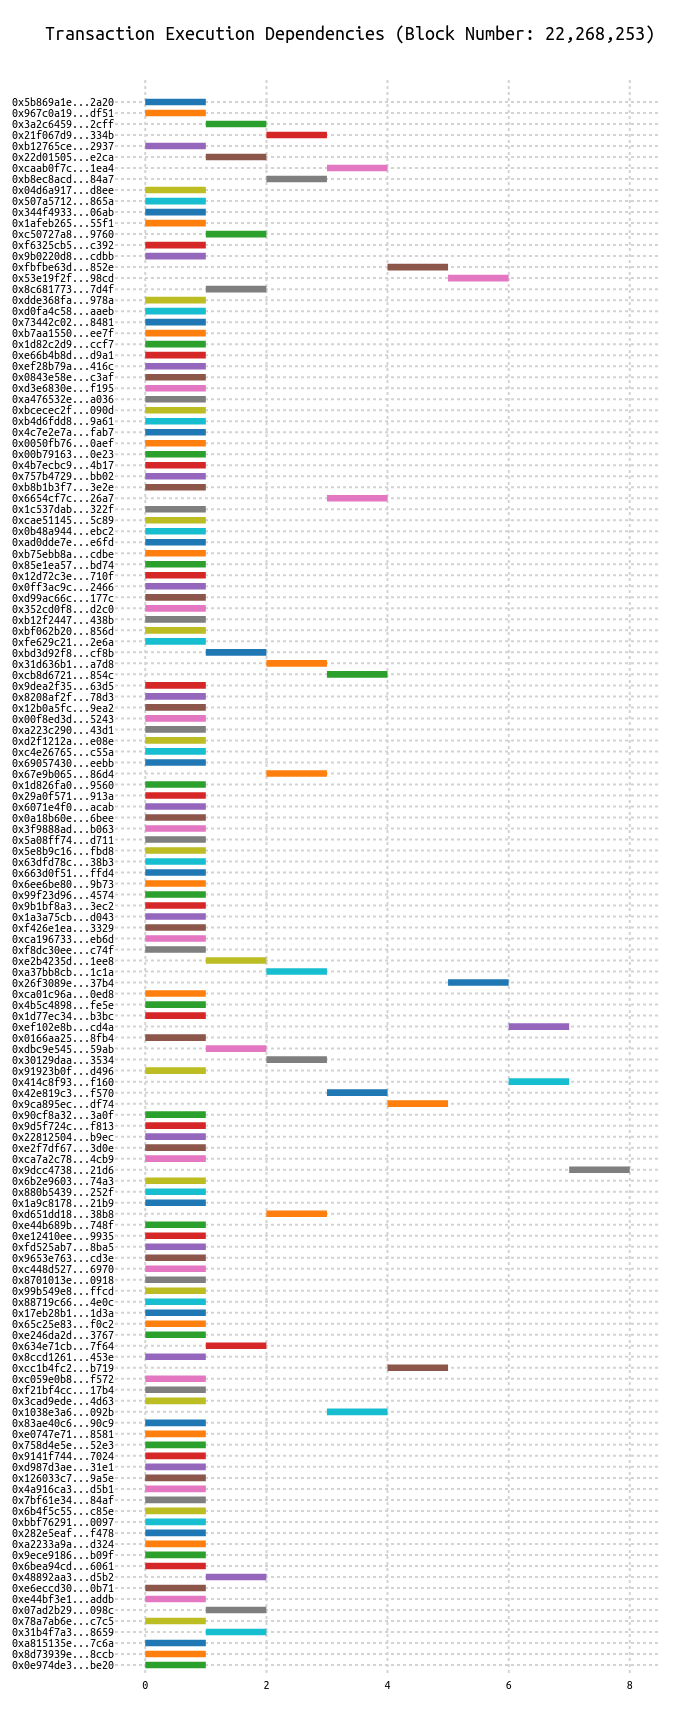 Transaction Execution Dependencies (Block Number: 22,268,253)
0x5b869a1e...2a20
0x967c0a19...df51
0x3a2c6459...2cff
0x21f067d9...334b
0xb12765ce...2937
0x22d01505...e2ca
0xcaab0f7c...1ea4
0xb8ec8acd...84a7
0x04d6a917...d8ee
0x507a5712...865a
0x344f4933...06ab
0x1afeb265...55f1
0xc50727a8...9760
0xf6325cb5...c392
0x9b0220d8...cdbb
0xfbfbe63d...852e
0x53e19f2f...98cd
0x8c681773...7d4f
0xdde368fa...978a
0xd0fa4c58...aaeb
0x73442c02...8481
0xb7aa1550...ee7f
0x1d82c2d9...ccf7
0xe66b4b8d...d9a1
0xef28b79a...416c
0x0843e58e...c3af
0xd3e6830e...f195
0xa476532e...a036
0xbcecec2f...090d
0xb4d6fdd8...9a61
0x4c7e2e7a...fab7
0x0050fb76...0aef
0x00b79163...0e23
0x4b7ecbc9...4b17
0x757b4729...bb02
0xb8b1b3f7...3e2e
0x6654cf7c...26a7
0x1c537dab...322f
0xcae51145...5c89
0x0b48a944...ebc2
0xad0dde7e...e6fd
0xb75ebb8a...cdbe
0x85e1ea57...bd74
0x12d72c3e...710f
0x0ff3ac9c...2466
0xd99ac66c...177c
0x352cd0f8...d2c0
0xb12f2447...438b
0xbf062b20...856d
0xfe629c21...2e6a
0xbd3d92f8...cf8b
0x31d636b1...a7d8
0xcb8d6721...854c
0x9dea2f35...63d5
0x8208af2f...78d3
0x12b0a5fc...9ea2
0x00f8ed3d...5243
0xa223c290...43d1
0xd2f1212a...e08e
0xc4e26765...c55a
0x69057430...eebb
0x67e9b065...86d4
0x1d826fa0...9560
0x29a0f571...913a
0x6071e4f0...acab
0x0a18b60e...6bee
0x3f9888ad...b063
0x5a08ff74...d711
0x5e8b9c16...fbd8
0x63dfd78c...38b3
0x663d0f51...ffd4
0x6ee6be80...9b73
0x99f23d96...4574
0x9b1bf8a3...3ec2
0x1a3a75cb...d043
0xf426e1ea...3329
0xca196733...eb6d
0xf8dc30ee...c74f
0xe2b4235d...1ee8
0xa37bb8cb...1c1a
0x26f3089e...37b4
0xca01c96a...0ed8
0x4b5c4898...fe5e
0x1d77ec34...b3bc
0xef102e8b...cd4a
0x0166aa25...8fb4
0xdbc9e545...59ab
0x30129daa...3534
0x91923b0f...d496
0x414c8f93...f160
0x42e819c3...f570
0x9ca895ec...df74
0x90cf8a32...3a0f
0x9d5f724c...f813
0x22812504...b9ec
0xe2f7df67...3d0e
0xca7a2c78...4cb9
0x9dcc4738...21d6
0x6b2e9603...74a3
0x880b5439...252f
0x1a9c8178...21b9
0xd651dd18...38b8
0xe44b689b...748f
0xe12410ee...9935
0xfd525ab7...8ba5
0x9653e763...cd3e
0xc448d527...6970
0x8701013e...0918
0x99b549e8...ffcd
0x88719c66...4e0c
0x17eb28b1...1d3a
0x65c25e83...f0c2
0xe246da2d...3767
0x634e71cb...7f64
0x8ccd1261...453e
0xcc1b4fc2...b719
0xc059e0b8...f572
0xf21bf4cc...17b4
0x3cad9ede...4d63
0x1038e3a6...092b
0x83ae40c6...90c9
0xe0747e71...8581
0x758d4e5e...52e3
0x9141f744...7024
0xd987d3ae...31e1
0x126033c7...9a5e
0x4a916ca3...d5b1
0x7bf61e34...84af
0x6b4f5c55...c85e
0xbbf76291...0097
0x282e5eaf...f478
0xa2233a9a...d324
0x9ece9186...b09f
0x6bea94cd...6061
0x48892aa3...d5b2
0xe6eccd30...0b71
0xe44bf3e1...addb
0x07ad2b29...098c
0x78a7ab6e...c7c5
0x31b4f7a3...8659
0xa815135e...7c6a
0x8d73939e...8ccb
0x0e974de3...be20
0 2 4 6 8